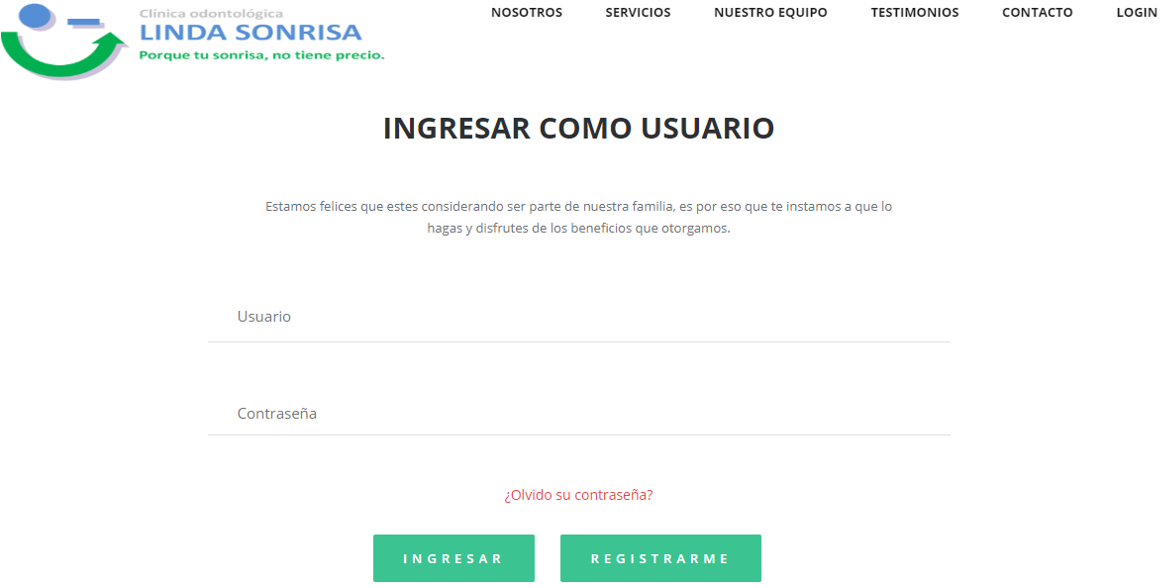 Clínica odontológica
LINDA SONRISA
Porque tu sonrisa, no tiene precio.
NOSOTROS SERVICIOS NUESTRO EQUIPO TESTIMONIOS CONTACTO LOGIN
INGRESAR COMO USUARIO
Estamos felices que estes considerando ser parte de nuestra familia, es por eso que te instamos a que lo
hagas y disfrutes de los beneficios que otorgamos.
Usuario
Contraseña
¿Olvido su contraseña?
INGRESAR REGISTRARME